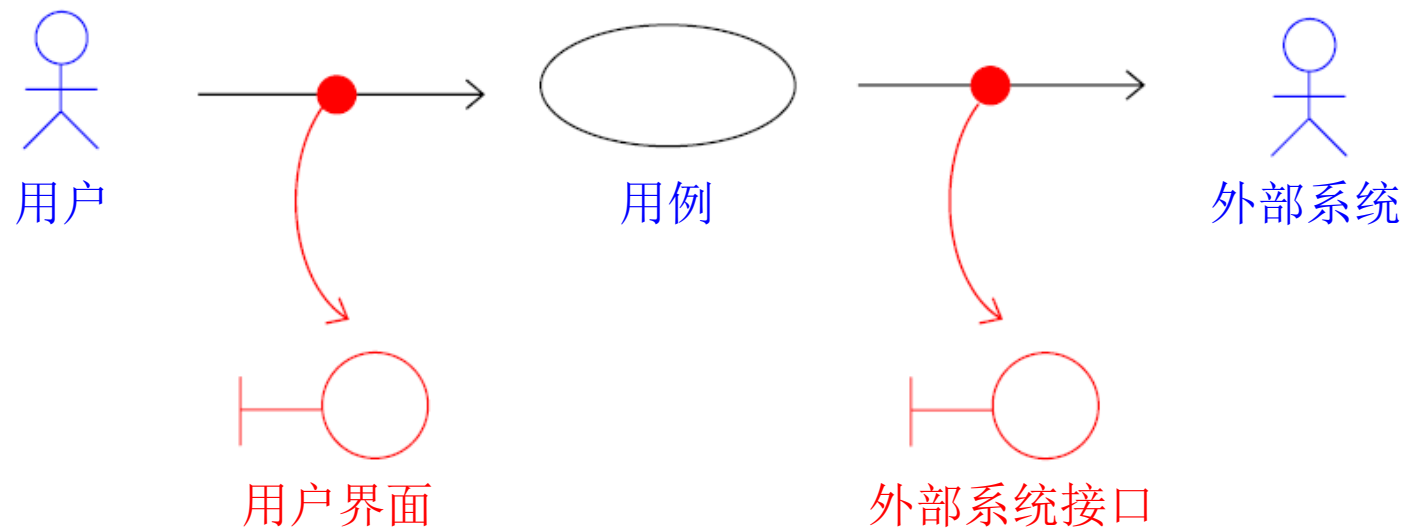 用户
用例
外部系统
用户界面
外部系统接口